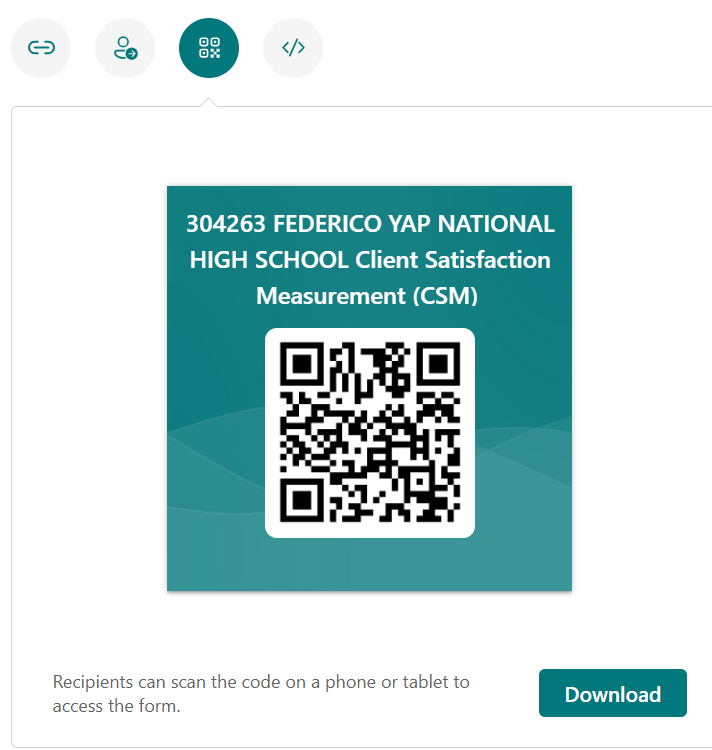 304263 FEDERICO YAP NATIONAL
HIGH SCHOOL Client Satisfaction
Measurement (CSM)
Recipients can scan the code on a phone or tablet to
access the form.
Download